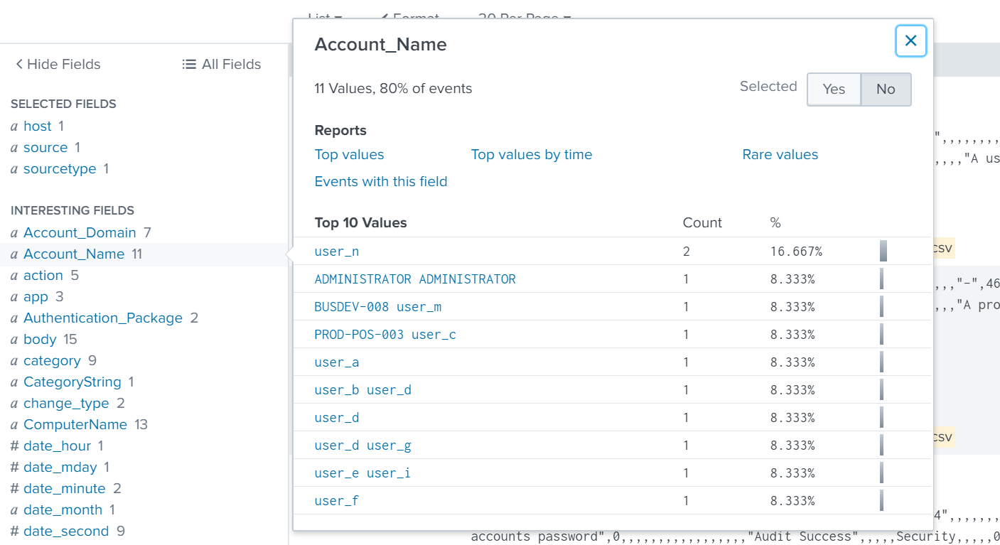 List ▾ Format 20 Per Page ▾
Hide Fields All Fields
SELECTED FIELDS
a host 1
a source 1
a sourcetype 1
INTERESTING FIELDS
a Account_Domain 7
a Account_Name 11
a action 5
a app 3
a Authentication_Package 2
a body 15
a category 9
a CategoryString 1
a change_type 2
a ComputerName 13
# date_hour 1
# date_mday 1
# date_minute 2
a date_month 1
# date_second 9
Account_Name
11 Values, 80% of events
Selected Yes No
Reports
Top values Top values by time Rare values
Events with this field
Top 10 Values Count %
user_n 2 16.667%
ADMINISTRATOR ADMINISTRATOR 1 8.333%
BUSDEV-008 user_m 1 8.333%
PROD-POS-003 user_c 1 8.333%
user_a 1 8.333%
user_b user_d 1 8.333%
user_d 1 8.333%
user_d user_g 1 8.333%
user_e user_i 1 8.333%
user_f 1 8.333%
",,,,,,,,
,,,,"A us
csv
,,,"-",46
,,,"A pro
csv
4",,,,,,,
accounts password",0,,,,,,,,,,,,,,,,,"Audit Success",,,,,Security,,,,,0